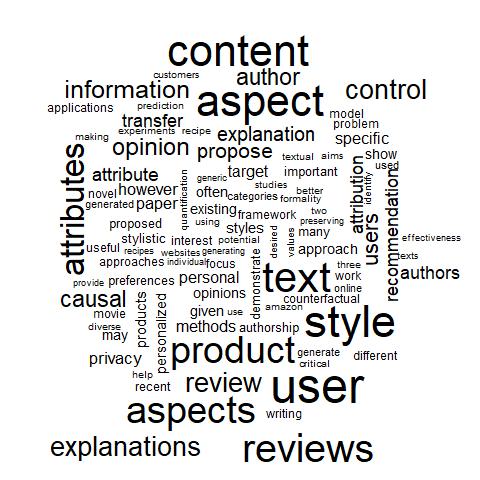 content
customers
author
information
aspect
control
applications
prediction
transfer
model
problem
making
experiments
recipe
explanation
specific
opinion
propose
textual
aims
show
used
attributes
attribute
generic
target
important
attribution
identify
studies
novel
however
quantification
often
categories
better
formality
users
recommendation
generated
paper
existing
framework
two
preserving
proposed
using
styles
desired
values
many
effectiveness
stylistic
interest
potential
useful
recipes
websites
generating
approach
texts
approaches
individual
focus
demonstrate
text
three
work
authors
provide
preferences
personal
online
causal
products
personalized
opinions
counterfactual
movie
given
use
amazon
style
diverse
may
methods
authorship
privacy
product
generate
critical
different
help
recent
review
user
aspects
writing
explanations
reviews